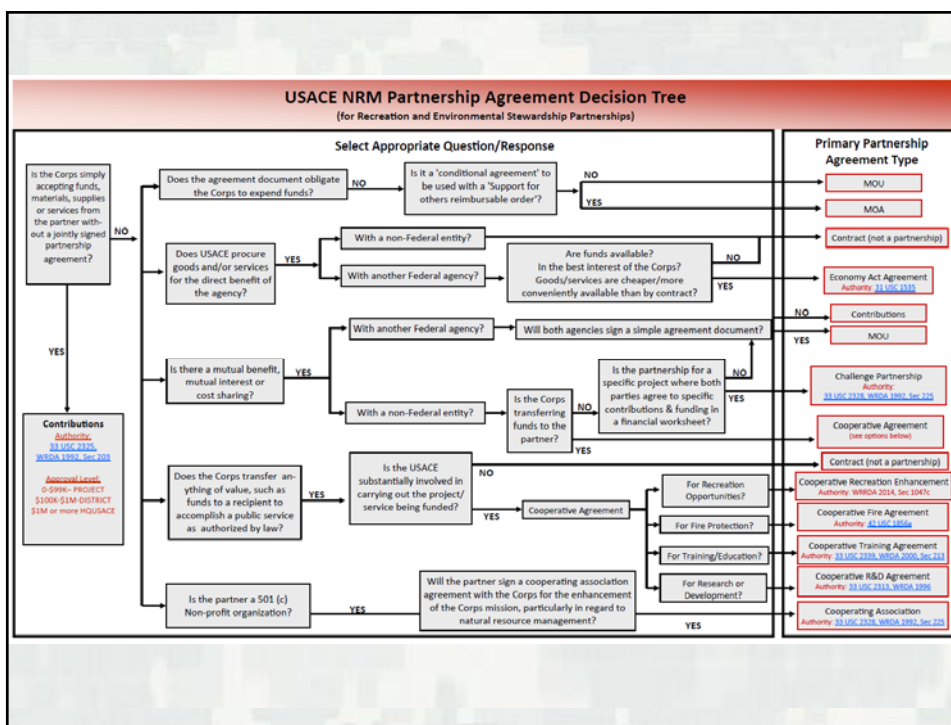 USACE NRM Partnership Agreement Decision Tree
(for Recreation and Environmental Stewardship Partnerships)
Select Appropriate Question/Response
Primary Partnership
Agreement Type
Is the Corps simply
accepting funds,
materials, supplies
or services from
the partner with-
out a jointly signed
partnership
agreement?
NO
YES
Contributions
Authority:
33 USC 2325,
WRDA 1992, Sec 203
Approval Level:
0-$99K– PROJECT
$100K-$1M-DISTRICT
$1M or more HQUSACE
Does the agreement document obligate
the Corps to expend funds?
NO
Is it a 'conditional agreement' to
be used with a 'Support for
others reimbursable order'?
NO
YES
MOU
MOA
Does USACE procure
goods and/or services
for the direct benefit of
the agency?
YES
With a non-Federal entity?
With another Federal agency?
Are funds available?
In the best interest of the Corps?
Goods/services are cheaper/more
conveniently available than by contract?
NO
YES
Contract (not a partnership)
Economy Act Agreement
Authority: 31 USC 1535
Is there a mutual benefit,
mutual interest or
cost sharing?
YES
With another Federal agency?
Will both agencies sign a simple agreement document?
NO
YES
Contributions
MOU
With a non-Federal entity?
Is the Corps
transferring
funds to the
partner?
NO
YES
Is the partnership for a
specific project where both
parties agree to specific
contributions & funding in
a financial worksheet?
NO
YES
Challenge Partnership
Authority:
33 USC 2328, WRDA 1992, Sec 225
Cooperative Agreement
(see options below)
Does the Corps transfer an-
ything of value, such as
funds to a recipient to
accomplish a public service
as authorized by law?
YES
Is the USACE
substantially involved in
carrying out the project/
service being funded?
NO
YES
Contract (not a partnership)
Cooperative Agreement
For Recreation
Opportunities?
Cooperative Recreation Enhancement
Authority: WRRDA 2014, Sec 1047c
For Fire Protection?
Cooperative Fire Agreement
Authority: 42 USC 1856a
For Training/Education?
Cooperative Training Agreement
Authority: 33 USC 2339, WRDA 2000, Sec 213
For Research or
Development?
Cooperative R&D Agreement
Authority: 33 USC 2313, WRDA 1996
Is the partner a 501 (c)
Non-profit organization?
YES
Will the partner sign a cooperating association
agreement with the Corps for the enhancement
of the Corps mission, particularly in regard to
natural resource management?
YES
Cooperating Association
Authority: 33 USC 2328, WRDA 1992, Sec 225